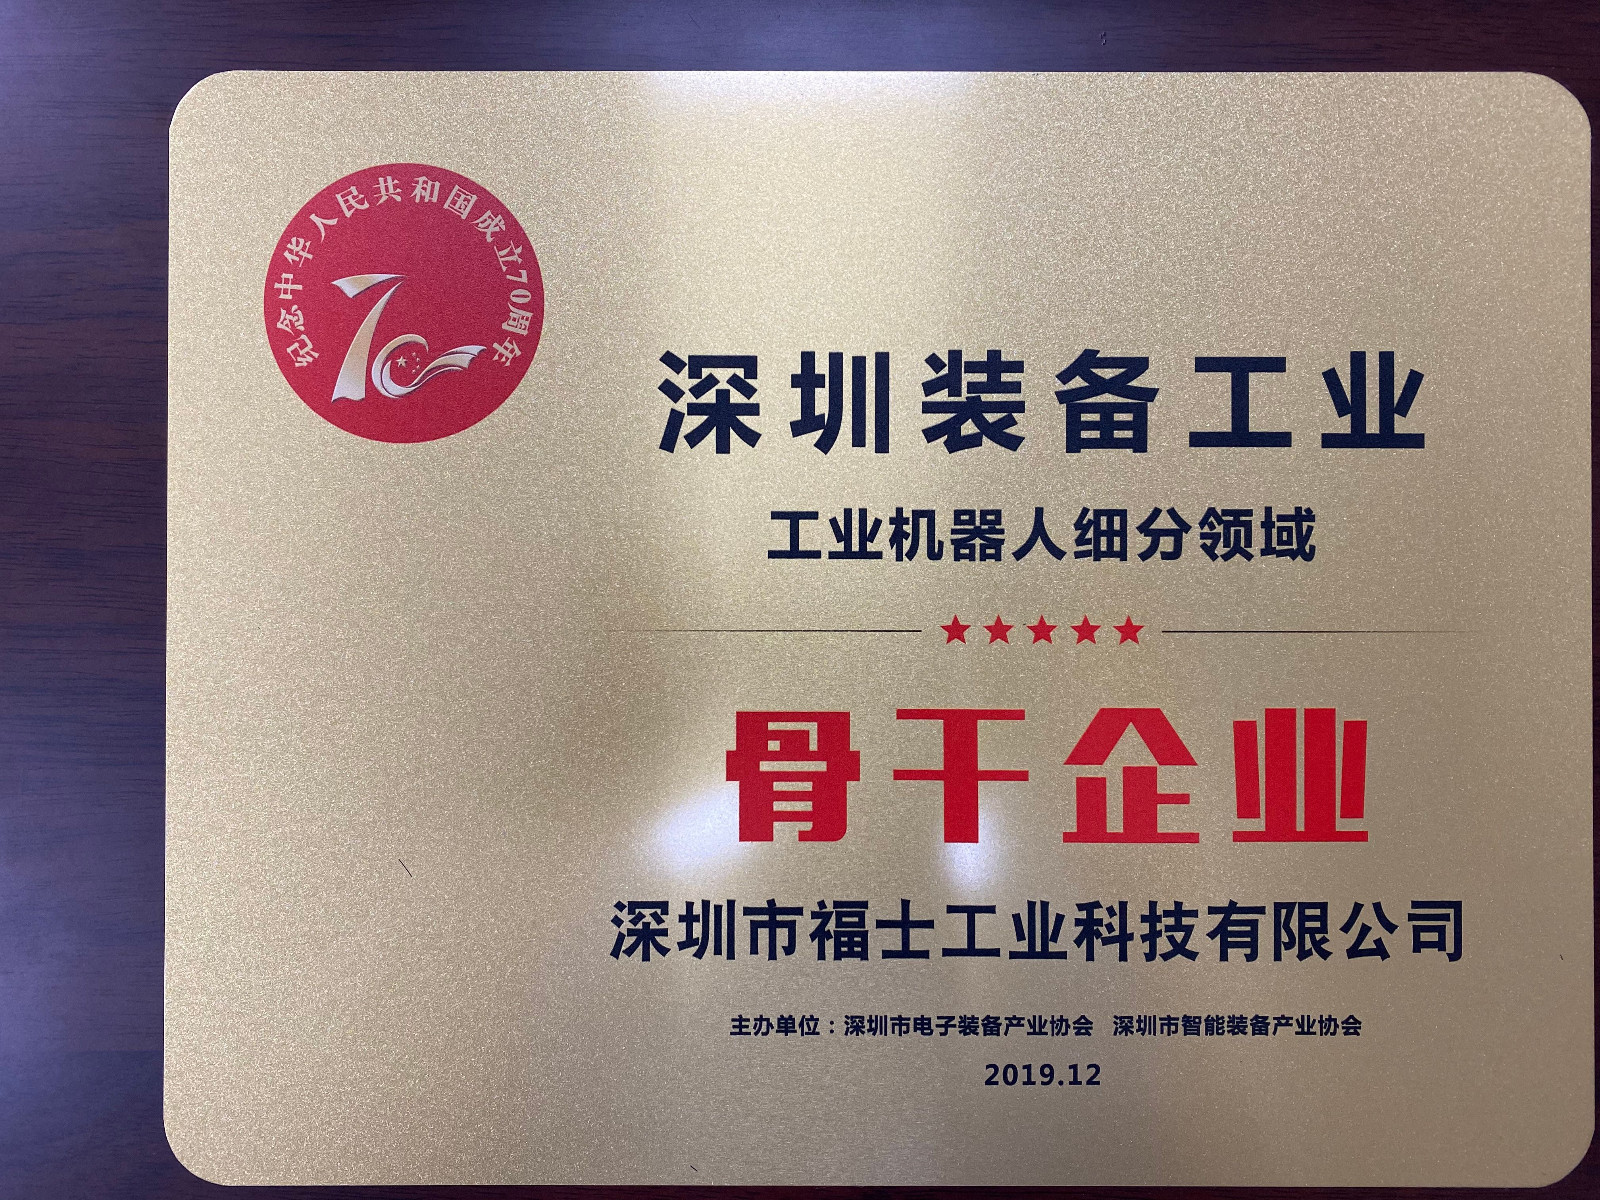 纪念中华人民共和国成立70周年
70
深圳装备工业
工业机器人细分领域
骨干企业
深圳市福士工业科技有限公司
主办单位：深圳市电子装备产业协会 深圳市智能装备产业协会
2019.12